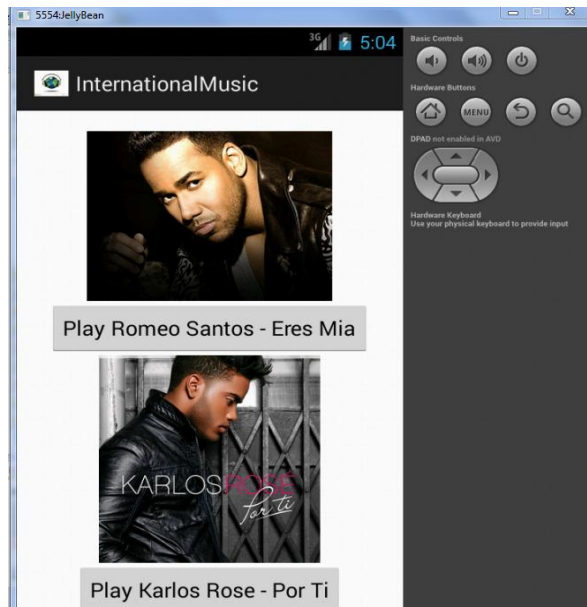 5554:JellyBean
3G 5:04
InternationalMusic
Play Romeo Santos - Eres Mia
KARLOSROSÉ
Por ti
Play Karlos Rose - Por Ti
Basic Controls
Hardware Buttons
MENU
DPAD not enabled in AVD
Hardware Keyboard
Use your physical keyboard to provide input